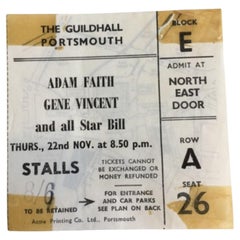 THE GUILDHALL
PORTSMOUTH
ADAM FAITH
GENE VINCENT
and all Star Bill
THURS., 22nd NOV. at 8.50 p.m.
STALLS
6
TO BE RETAINED
TICKETS CANNOT
BE EXCHANGED OR
MONEY REFUNDED
FOR ENTRANCE
AND CAR PARKS
SEE PLAN ON BACK
Acme Printing Co. Ltd., Portsmouth
BLOCK
E
ADMIT AT
NORTH
EAST
DOOR
ROW
A
SEAT
26